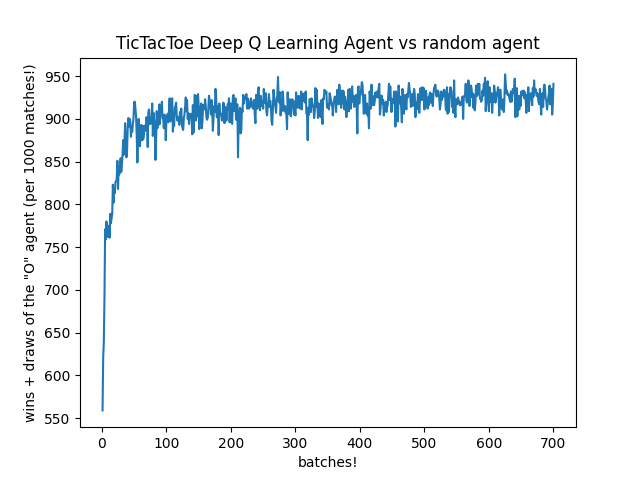 TicTacToe Deep Q Learning Agent vs random agent
wins + draws of the "O" agent (per 1000 matches!)
950
900
850
800
750
700
650
600
550
0 100 200 300 400 500 600 700
batches!